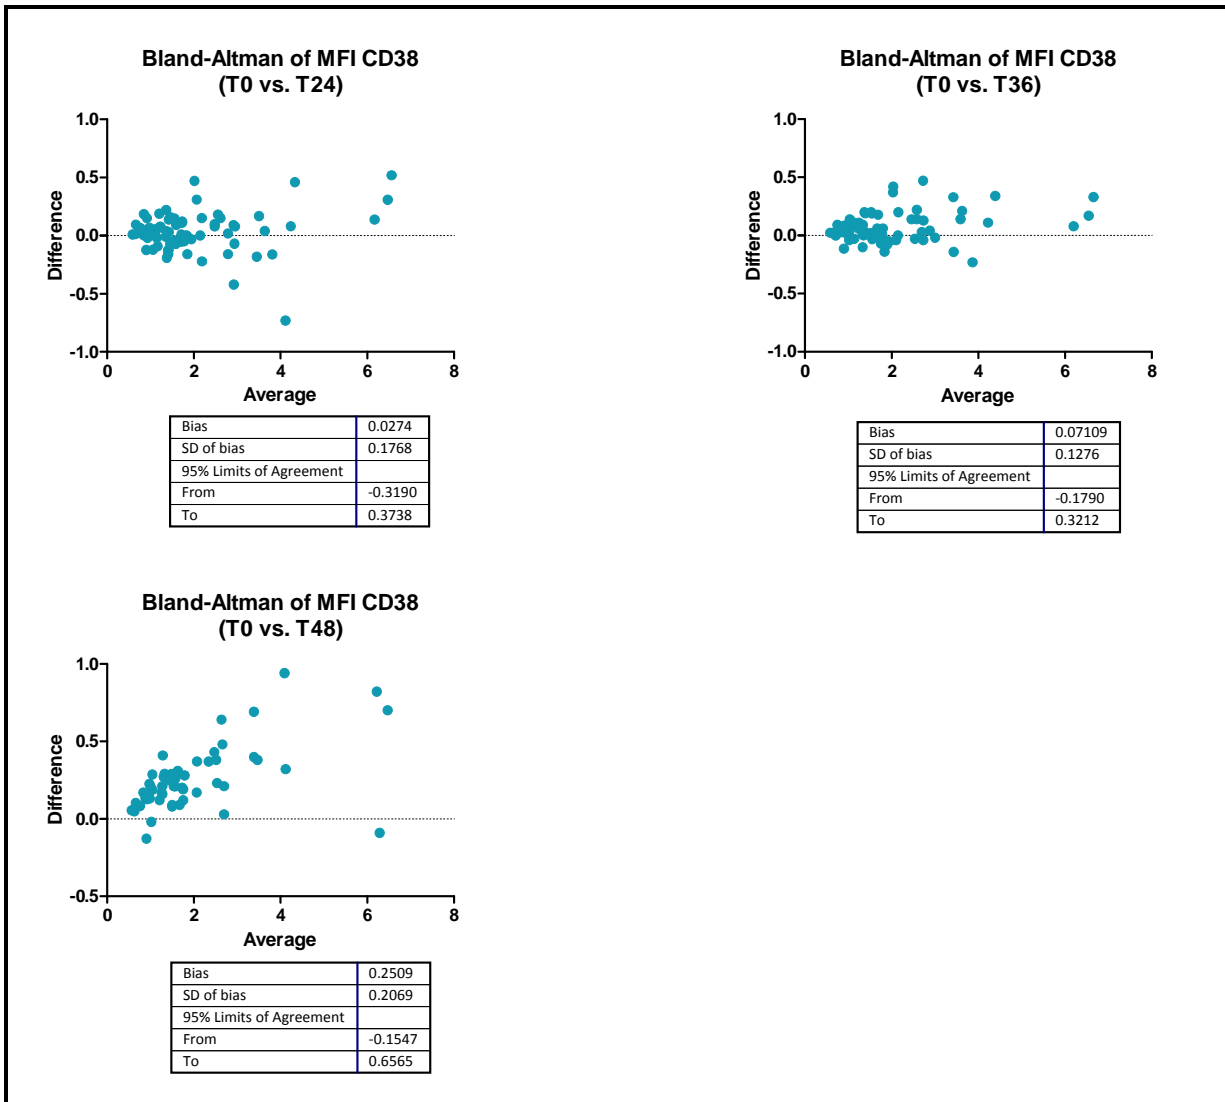 Bland-Altman of MFI CD38
(T0 vs. T24)
1.0
0.5
0.0
-0.5
-1.0
Difference
0 2 4 6 8
Average
Bias 0.0274
SD of bias 0.1768
95% Limits of Agreement
From -0.3190
To 0.3738
Bland-Altman of MFI CD38
(T0 vs. T36)
1.0
0.5
0.0
-0.5
-1.0
Difference
0 2 4 6 8
Average
Bias 0.07109
SD of bias 0.1276
95% Limits of Agreement
From -0.1790
To 0.3212
Bland-Altman of MFI CD38
(T0 vs. T48)
1.0
0.5
0.0
-0.5
Difference
0 2 4 6 8
Average
Bias 0.2509
SD of bias 0.2069
95% Limits of Agreement
From -0.1547
To 0.6565